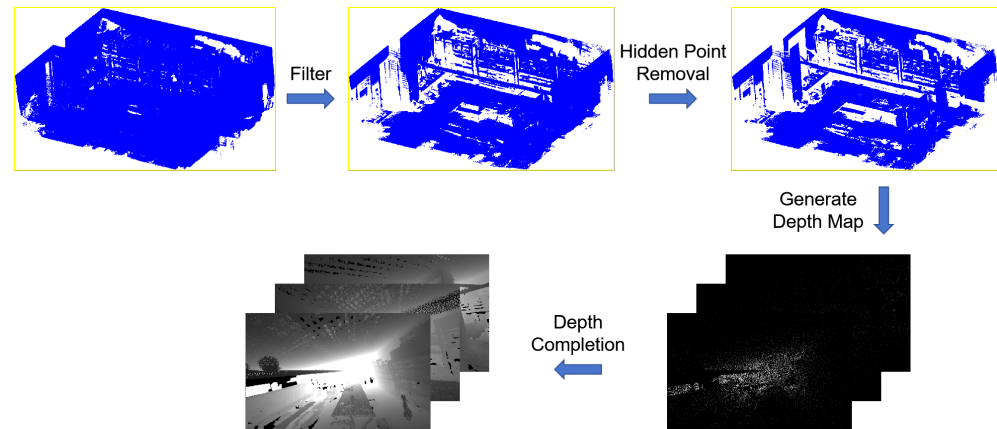 Filter
Hidden Point
Removal
Generate
Depth Map
Depth
Completion